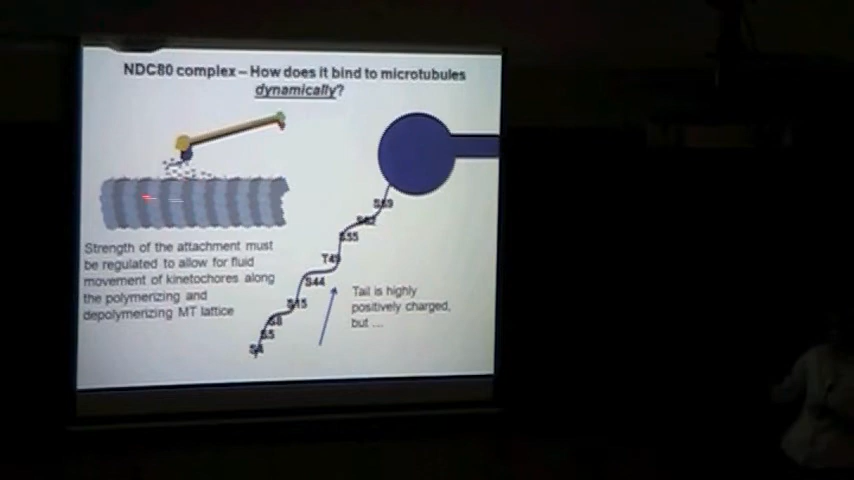 NDC80 complex – How does it bind to microtubules
dynamically?
Strength of the attachment must
be regulated to allow for fluid
movement of kinetochores along
the polymerizing and
depolymerizing MT lattice
S69
S62
S55
T49
S44
S15
S8
S5
S4
Tail is highly
positively charged,
but ...